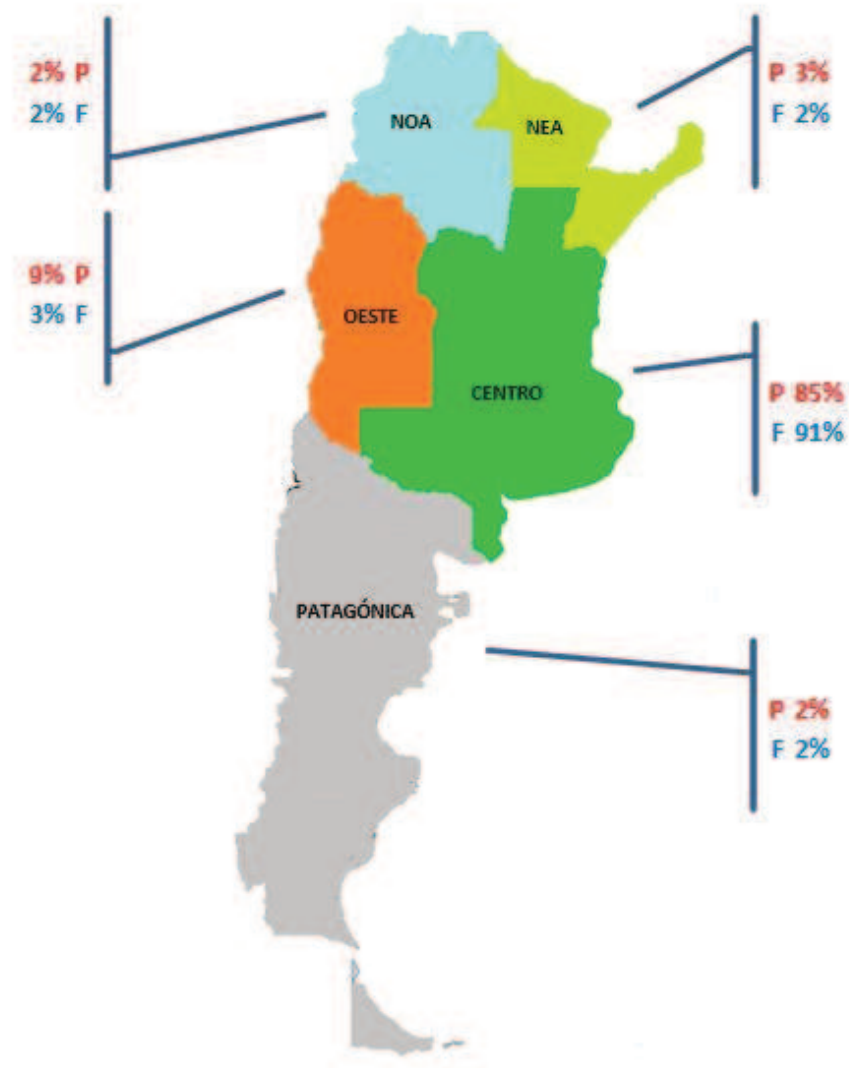 2% P
2% F
NOA
NEA
P 3%
F 2%
9% P
3% F
OESTE
CENTRO
P 85%
F 91%
PATAGÓNICA
P 2%
F 2%